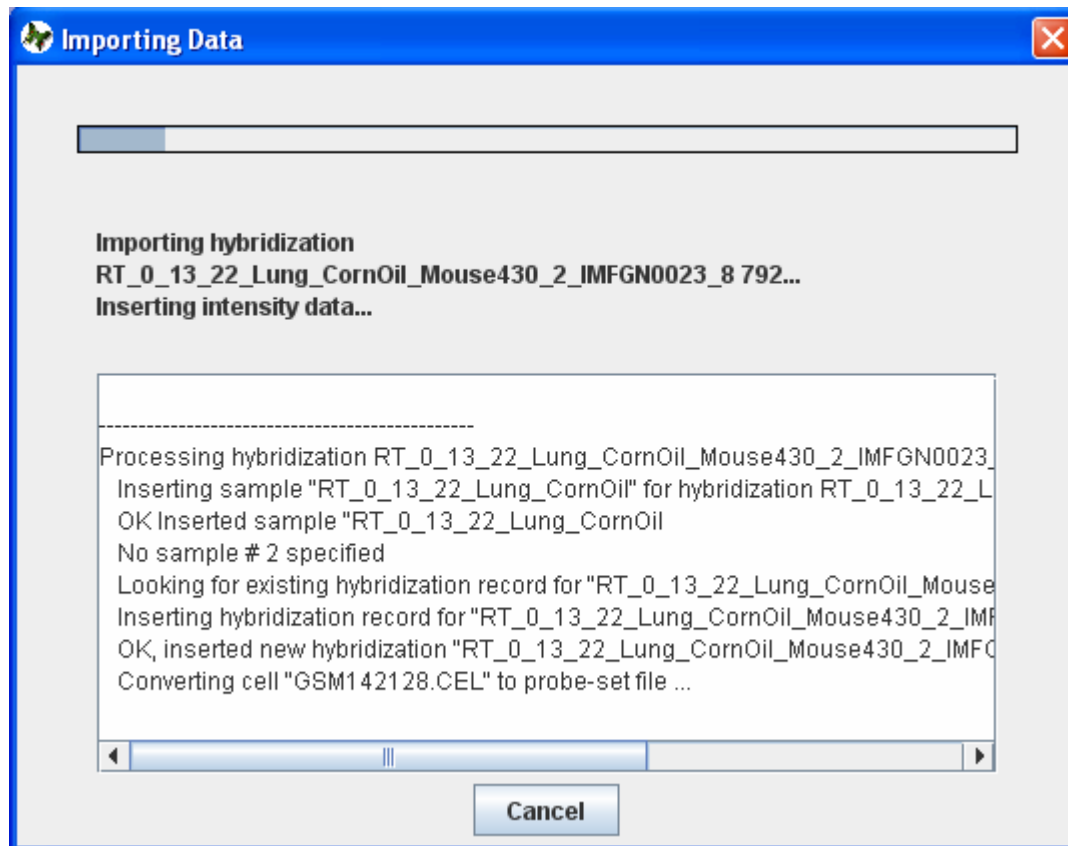 Importing Data
Importing hybridization
RT_0_13_22_Lung_CornOil_Mouse430_2_IMFGN0023_8 792...
Inserting intensity data...
----------------------------------------------
Processing hybridization RT_0_13_22_Lung_CornOil_Mouse430_2_IMFGN0023_
Inserting sample "RT_0_13_22_Lung_CornOil" for hybridization RT_0_13_22_L
OK Inserted sample "RT_0_13_22_Lung_CornOil
No sample # 2 specified
Looking for existing hybridization record for "RT_0_13_22_Lung_CornOil_Mouse
Inserting hybridization record for "RT_0_13_22_Lung_CornOil_Mouse430_2_IMF
OK, inserted new hybridization "RT_0_13_22_Lung_CornOil_Mouse430_2_IMFG
Converting cell "GSM142128.CEL" to probe-set file ...
Cancel